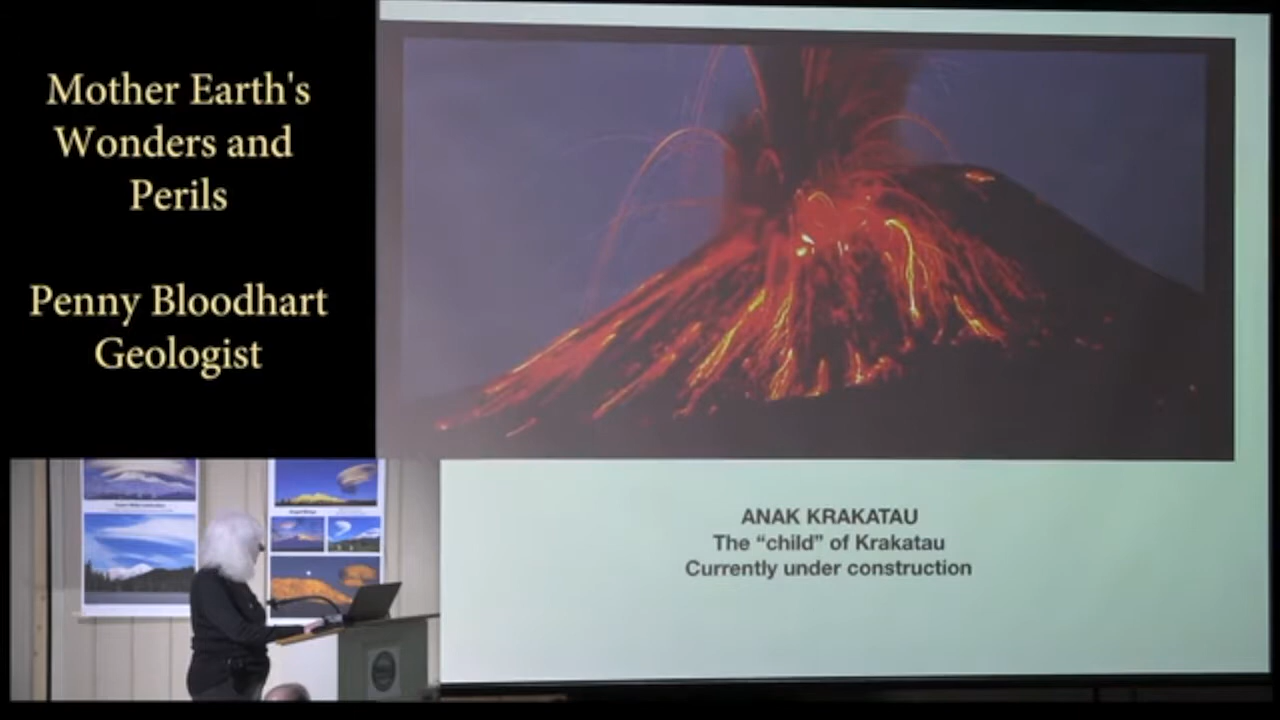 Mother Earth's
Wonders and
Perils
Penny Bloodhart
Geologist
ANAK KRAKATAU
The “child” of Krakatau
Currently under construction